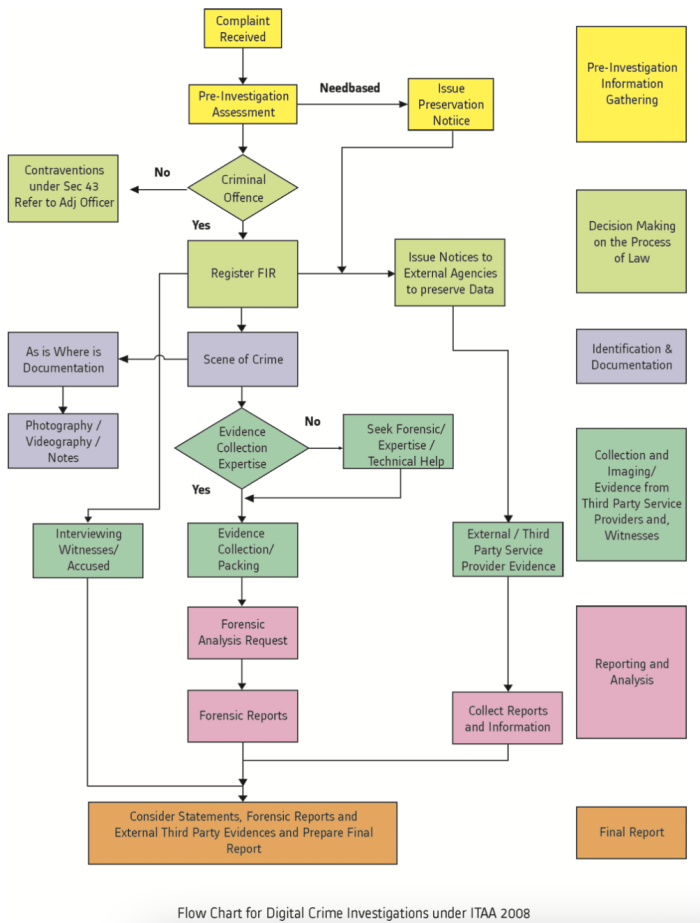 Complaint
Received
Pre-Investigation
Assessment
Needbased
Issue
Preservation
Notiice
Pre-Investigation
Information
Gathering
Contraventions
under Sec 43
Refer to Adj Officer
No
Criminal
Offence
Yes
Decision Making
on the Process
of Law
Register FIR
Issue Notices to
External Agencies
to preserve Data
As is Where is
Documentation
Scene of Crime
Identification &
Documentation
Photography /
Videography /
Notes
Evidence
Collection
Expertise
No
Seek Forensic/
Expertise /
Technical Help
Yes
Collection and
Imaging/
Evidence from
Third Party Service
Providers and,
Witnesses
Interviewing
Witnesses/
Accused
Evidence
Collection/
Packing
External / Third
Party Service
Provider Evidence
Forensic
Analysis Request
Reporting and
Analysis
Forensic Reports
Collect Reports
and Information
Consider Statements, Forensic Reports and
External Third Party Evidences and Prepare Final
Report
Final Report
Flow Chart for Digital Crime Investigations under ITAA 2008